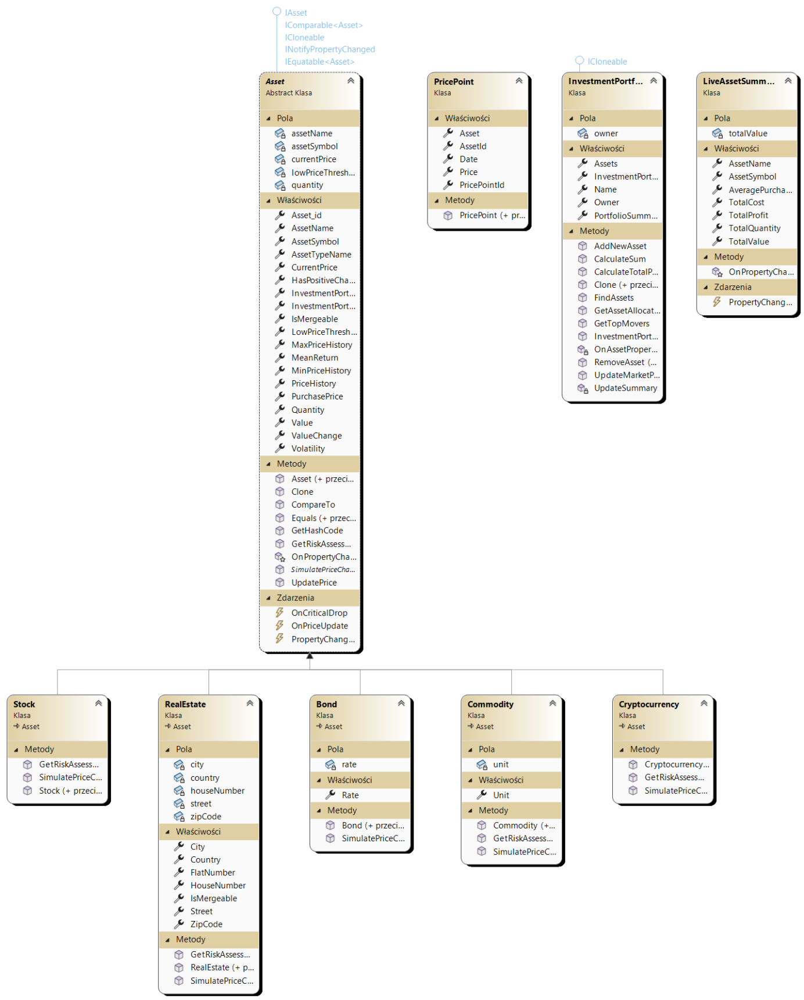 IAsset
IComparable<Asset>
ICloneable
INotifyPropertyChanged
IEquatable<Asset>
Asset
Abstract Klasa
Pola
assetName
assetSymbol
currentPrice
lowPriceThresh...
quantity
Właściwości
Asset_id
AssetName
AssetSymbol
AssetTypeName
CurrentPrice
HasPositiveCha...
InvestmentPort...
InvestmentPort...
IsMergeable
LowPriceThresh...
MaxPriceHistory
MeanReturn
MinPriceHistory
PriceHistory
PurchasePrice
Quantity
Value
ValueChange
Volatility
Metody
Asset (+ przeci...
Clone
CompareTo
Equals (+ przec...
GetHashCode
GetRiskAssess...
OnPropertyCha...
SimulatePriceCha...
UpdatePrice
Zdarzenia
OnCriticalDrop
OnPriceUpdate
PropertyChang...
PricePoint
Klasa
Właściwości
Asset
AssetId
Date
Price
PricePointId
Metody
PricePoint (+ pr...
ICloneable
InvestmentPortf...
Klasa
Pola
owner
Właściwości
Assets
InvestmentPort...
Name
Owner
PortfolioSumm...
Metody
AddNewAsset
CalculateSum
CalculateTotalP...
Clone (+ przeci...
FindAssets
GetAssetAllocat...
GetTopMovers
InvestmentPort...
OnAssetProper...
RemoveAsset (...
UpdateMarketP...
UpdateSummary
LiveAssetSumm...
Klasa
Pola
totalValue
Właściwości
AssetName
AssetSymbol
AveragePurcha...
TotalCost
TotalProfit
TotalQuantity
TotalValue
Metody
OnPropertyCha...
Zdarzenia
PropertyChang...
Stock
Klasa
Asset
Metody
GetRiskAssess...
SimulatePriceC...
Stock (+ przeci...
RealEstate
Klasa
Asset
Pola
city
country
houseNumber
street
zipCode
Właściwości
City
Country
FlatNumber
HouseNumber
IsMergeable
Street
ZipCode
Metody
GetRiskAssess...
RealEstate (+ p...
SimulatePriceC...
Bond
Klasa
Asset
Pola
rate
Właściwości
Rate
Metody
Bond (+ przeci...
SimulatePriceC...
Commodity
Klasa
Asset
Pola
unit
Właściwości
Unit
Metody
Commodity (+...
GetRiskAssess...
SimulatePriceC...
Cryptocurrency
Klasa
Asset
Metody
Cryptocurrency...
GetRiskAssess...
SimulatePriceC...